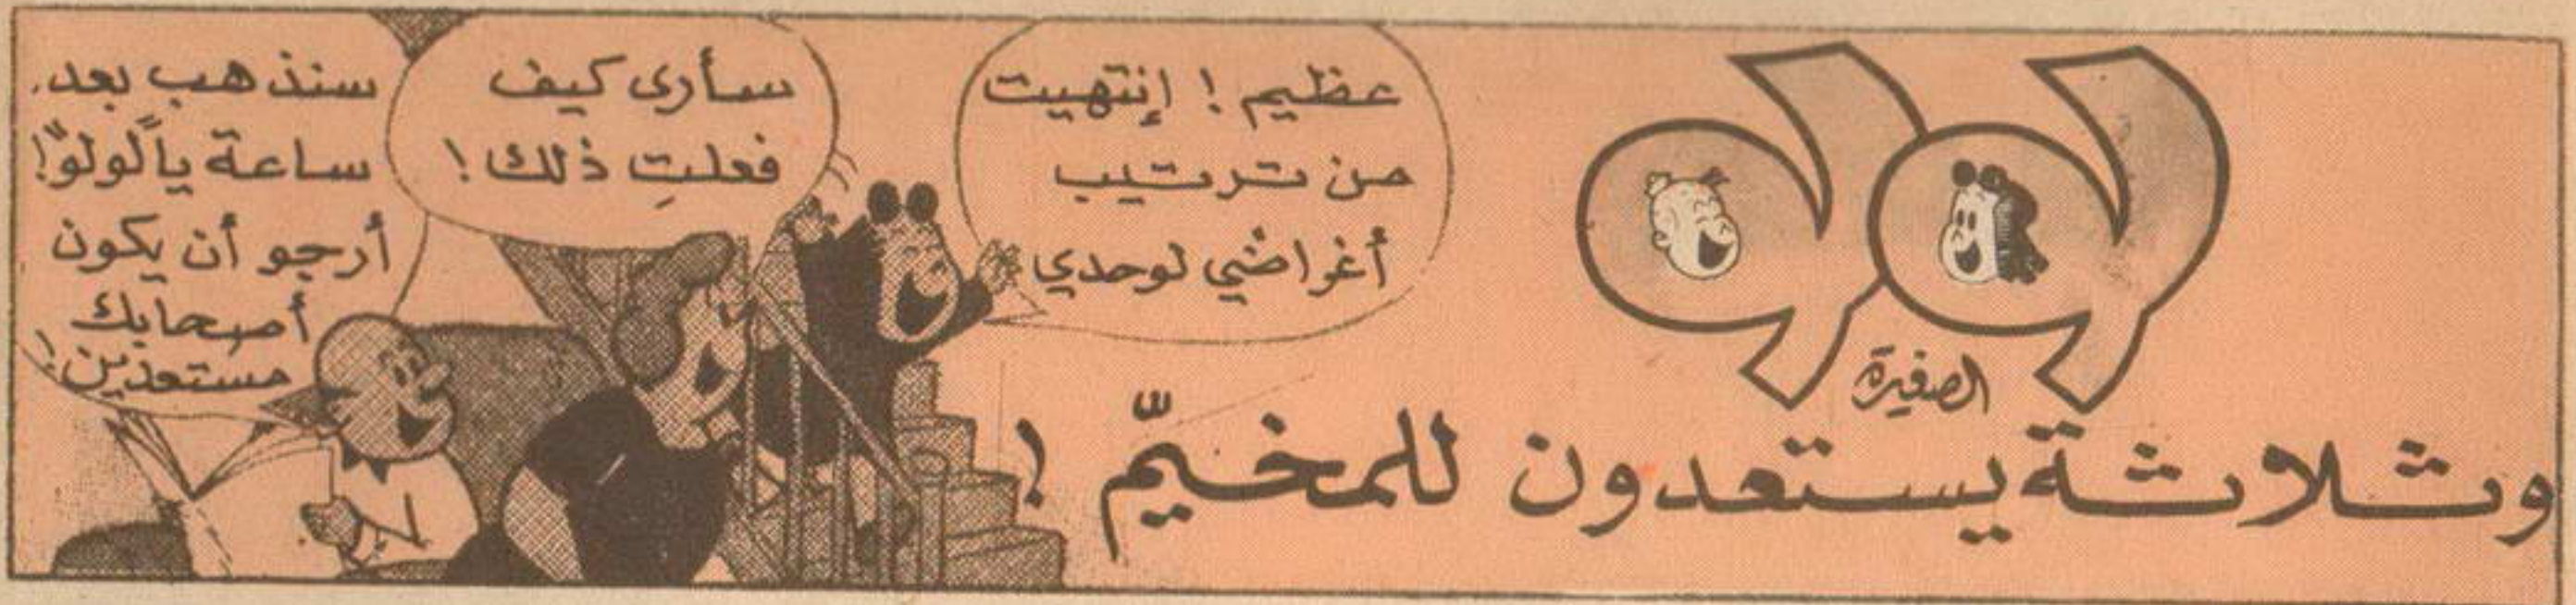 لولو
الصغيرة
وثلاثة يستعدون للمخيّم !
عظيم ! إنتهيت
من ترتيب
أغراضي لوحدي
سأرى كيف
فعلتِ ذلك !
سنذهب بعد
ساعة يا لولو !
أرجو أن يكون
أصحابك
مستعدين !